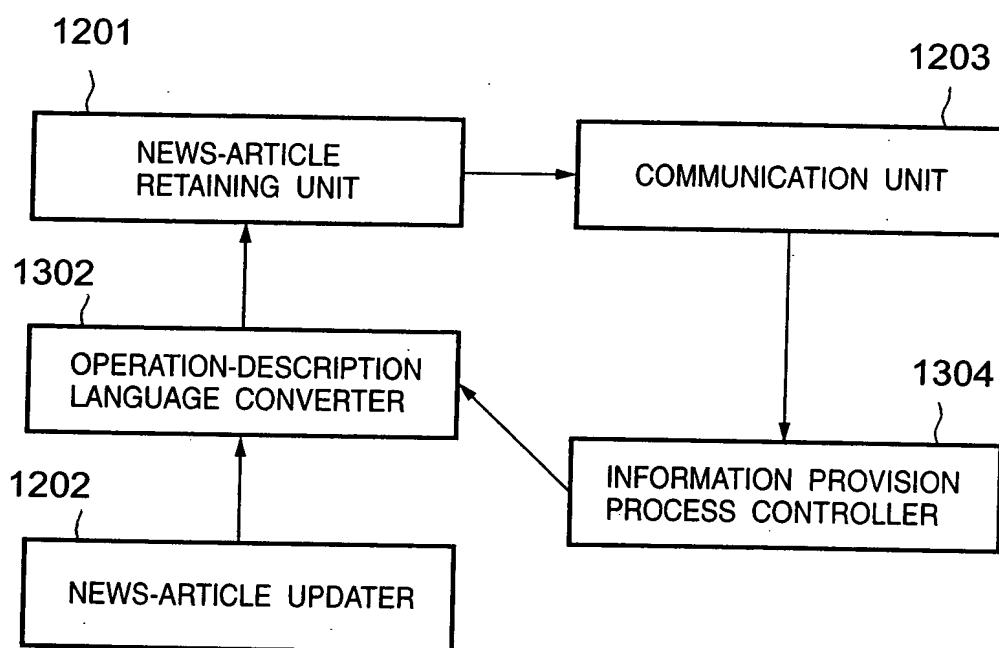 1201
1203
NEWS-ARTICLE
RETAINING UNIT
COMMUNICATION UNIT
1302
OPERATION-DESCRIPTION
LANGUAGE CONVERTER
1304
INFORMATION PROVISION
PROCESS CONTROLLER
1202
NEWS-ARTICLE UPDATER